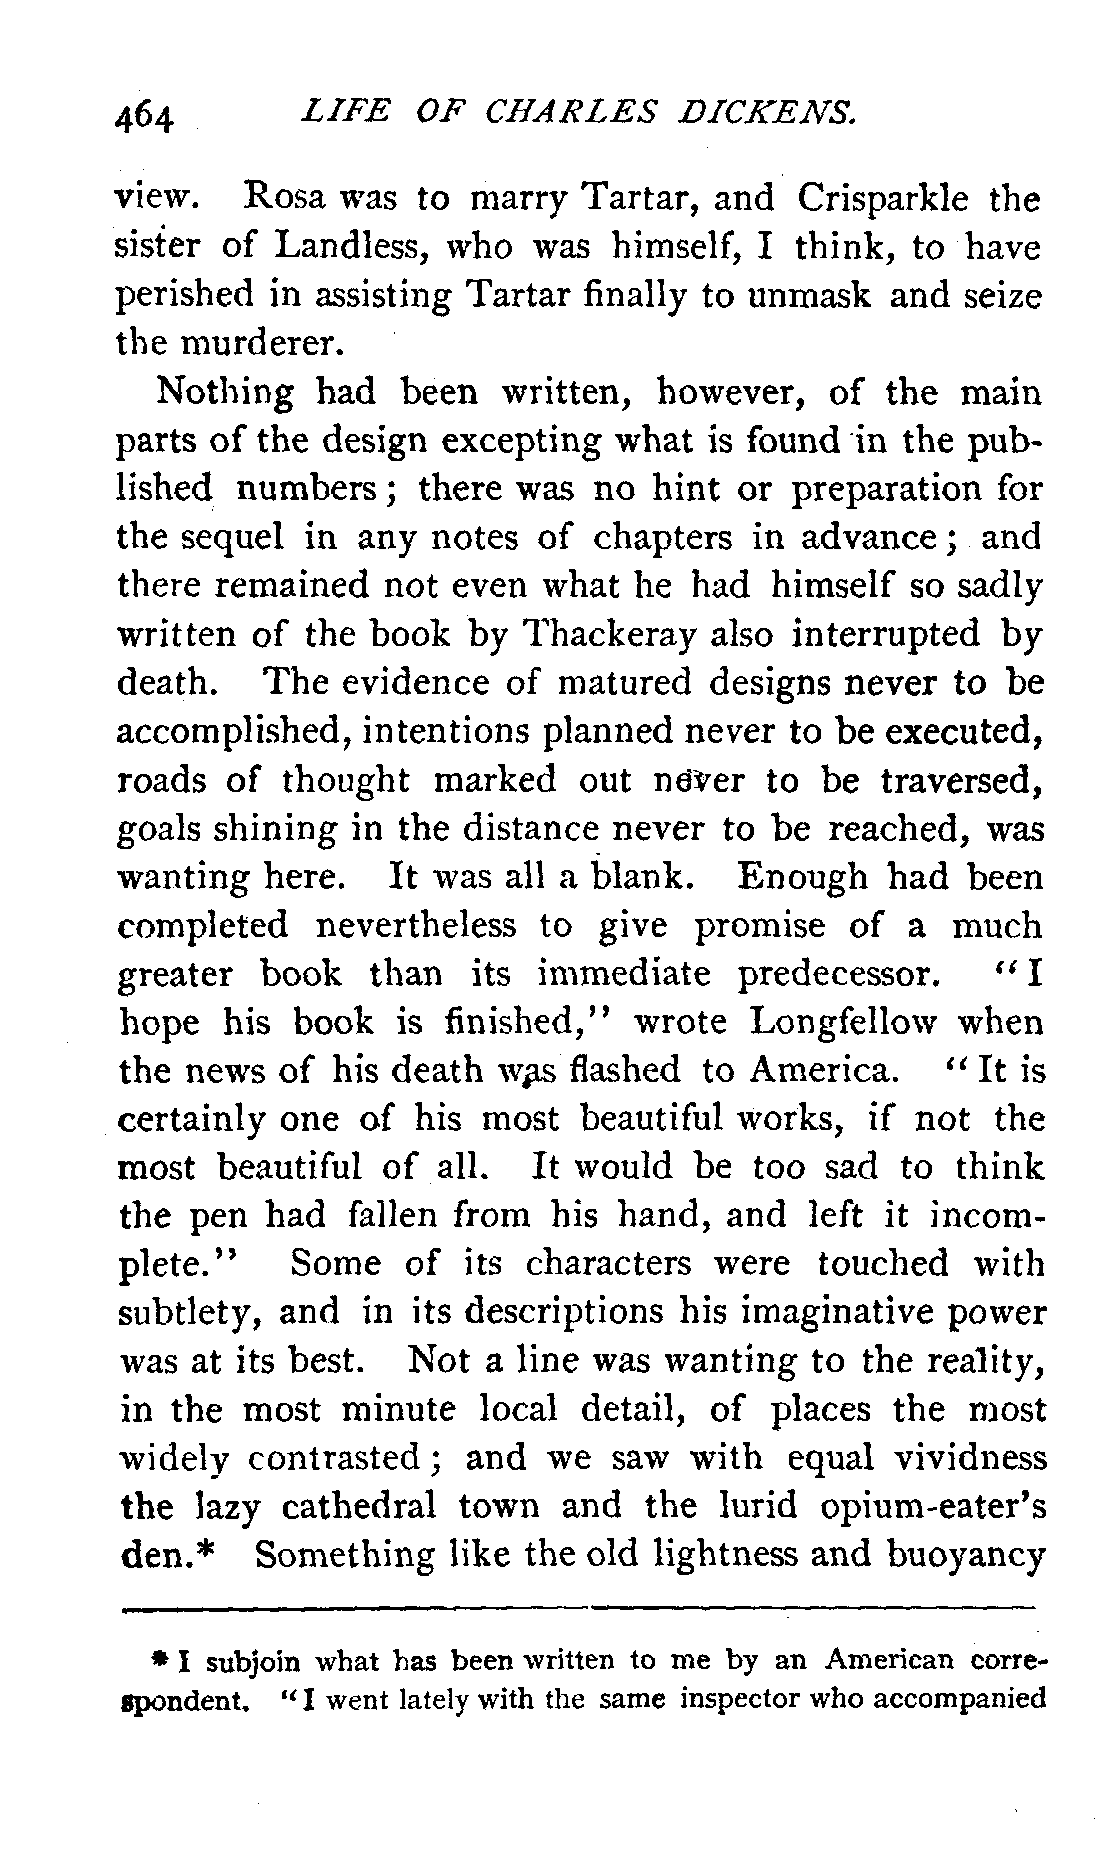 464 LIFE OF CHARLES DICKENS.
view. Rosa was to marry Tartar, and Crisparkle the
sister of Landless, who was himself, I think, to have
perished in assisting Tartar finally to unmask and seize
the murderer.
Nothing had been written, however, of the main
parts of the design excepting what is found in the pub-
lished numbers; there was no hint or preparation for
the sequel in any notes of chapters in advance; and
there remained not even what he had himself so sadly
written of the book by Thackeray also interrupted by
death. The evidence of matured designs never to be
accomplished, intentions planned never to be executed,
roads of thought marked out never to be traversed,
goals shining in the distance never to be reached, was
wanting here. It was all a blank. Enough had been
completed nevertheless to give promise of a much
greater book than its immediate predecessor. "I
hope his book is finished," wrote Longfellow when
the news of his death was flashed to America. "It is
certainly one of his most beautiful works, if not the
most beautiful of all. It would be too sad to think
the pen had fallen from his hand, and left it incom-
plete." Some of its characters were touched with
subtlety, and in its descriptions his imaginative power
was at its best. Not a line was wanting to the reality,
in the most minute local detail, of places the most
widely contrasted; and we saw with equal vividness
the lazy cathedral town and the lurid opium-eater's
den.* Something like the old lightness and buoyancy
* I subjoin what has been written to me by an American corre-
spondent. "I went lately with the same inspector who accompanied